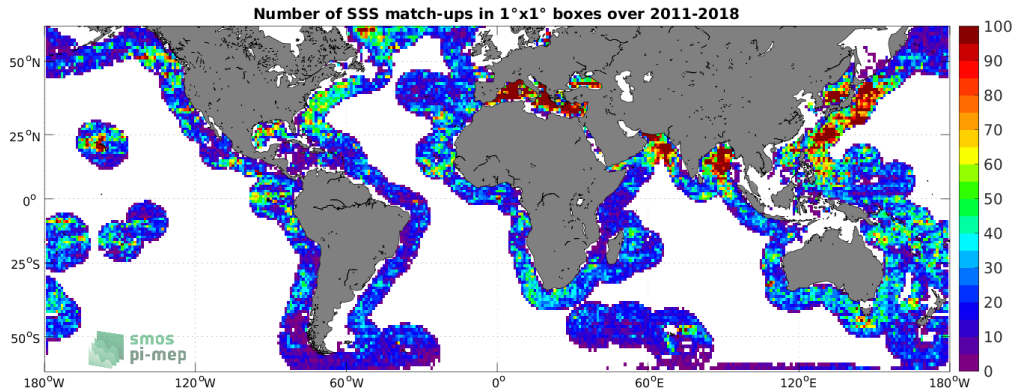 Number of SSS match-ups in 1°x1° boxes over 2011-2018
50°N
25°N
0°
25°S
50°S
180°W
120°W
60°W
0°
60°E
120°E
180°W
100
90
80
70
60
50
40
30
20
10
0
smos
pi-mep